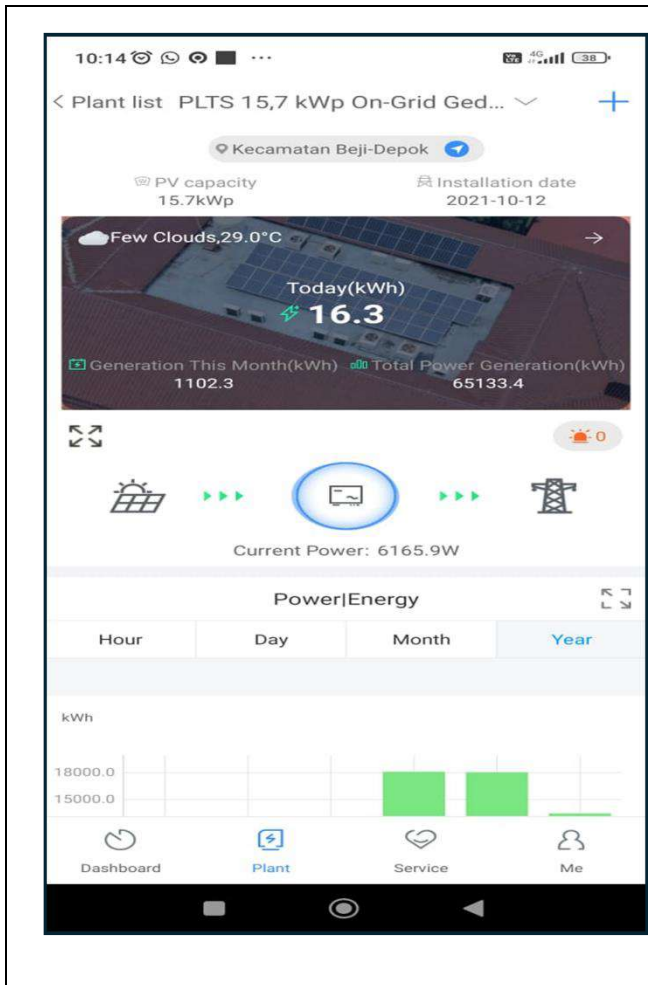 10:14 ... Vo LTE 4G 38
Plant list PLTS 15,7 kWp On-Grid Ged...
Kecamatan Beji-Depok
PV capacity Installation date
15.7kWp 2021-10-12
Few Clouds,29.0°C
Today(kWh)
16.3
Generation This Month(kWh) Total Power Generation(kWh)
1102.3 65133.4
0
Current Power: 6165.9W
Power|Energy
Hour Day Month Year
kWh
18000.0
15000.0
Dashboard Plant Service Me